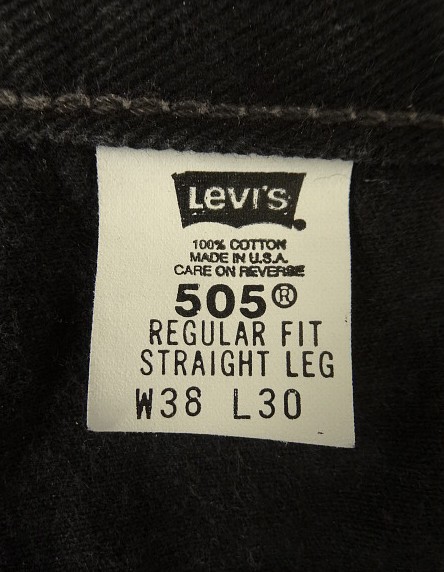 LEVI'S
100% COTTON
MADE IN U.S.A.
CARE ON REVERSE
505®
REGULAR FIT
STRAIGHT LEG
W38 L30